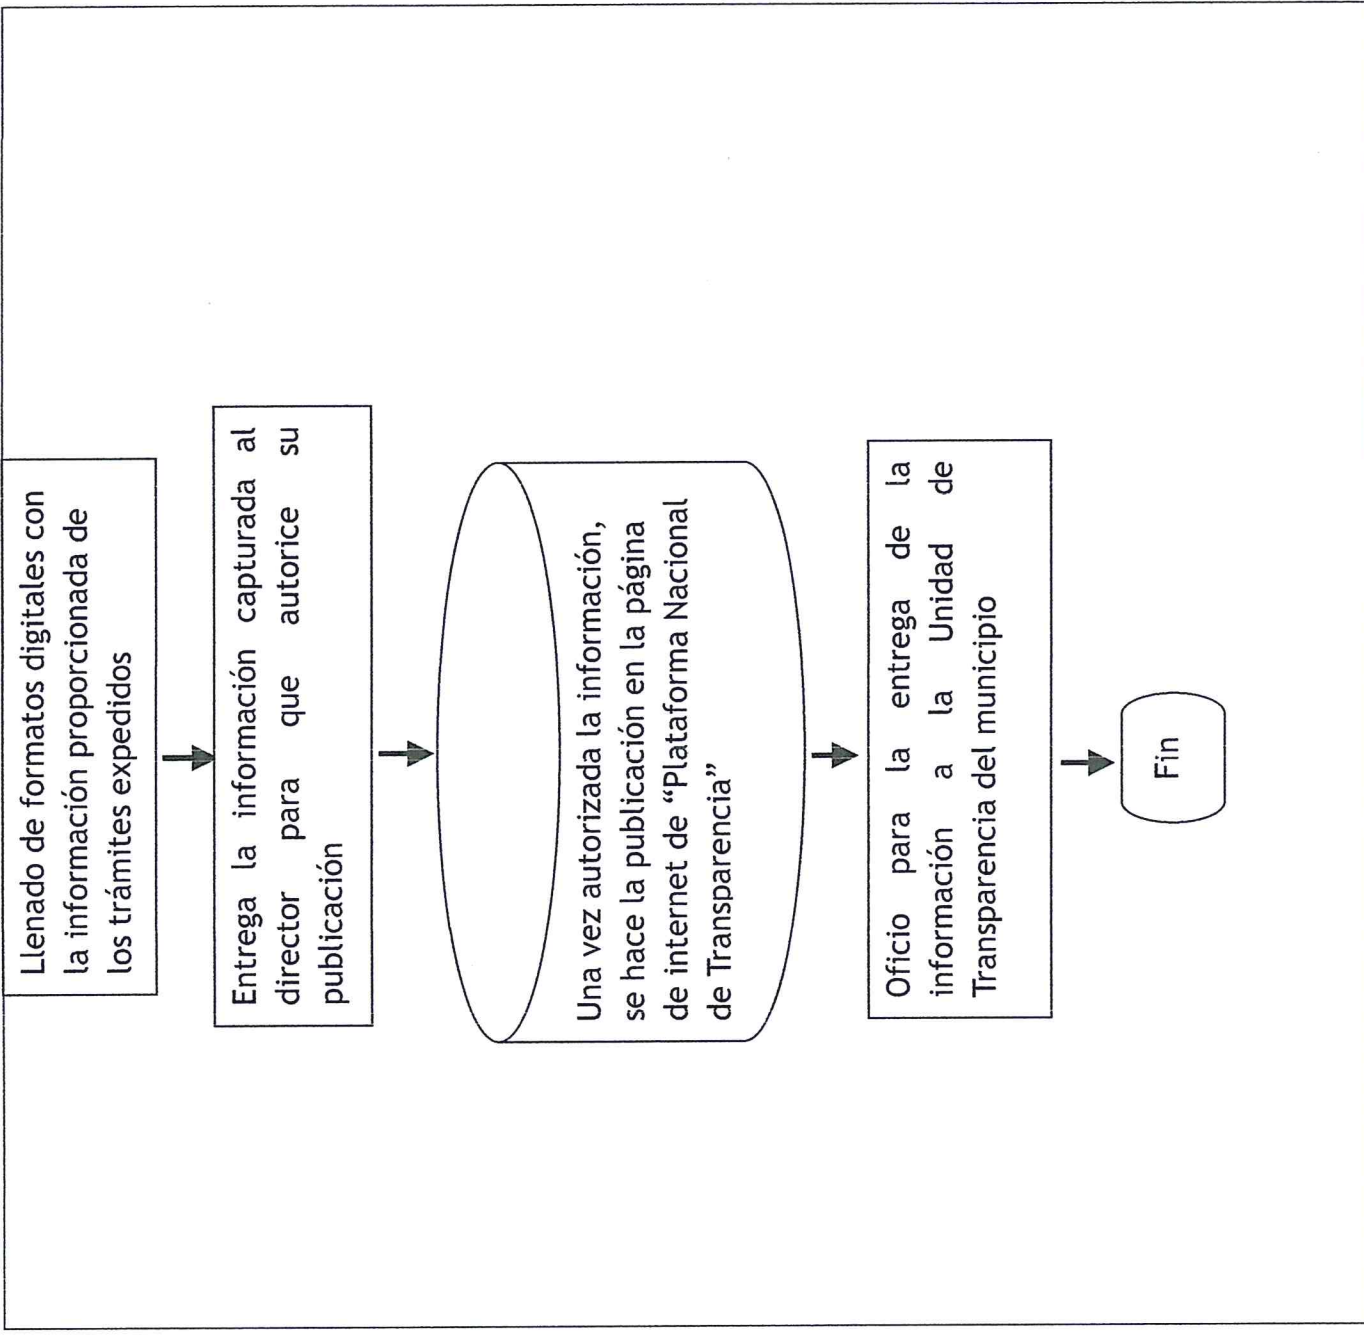 Llenado de formatos digitales con
la información proporcionada de
los trámites expedidos
Entrega la información capturada al
director para que autorice su
publicación
Una vez autorizada la información,
se hace la publicación en la página
de internet de “Plataforma Nacional
de Transparencia”
Oficio para la entrega de la
información a la Unidad de
Transparencia del municipio
Fin